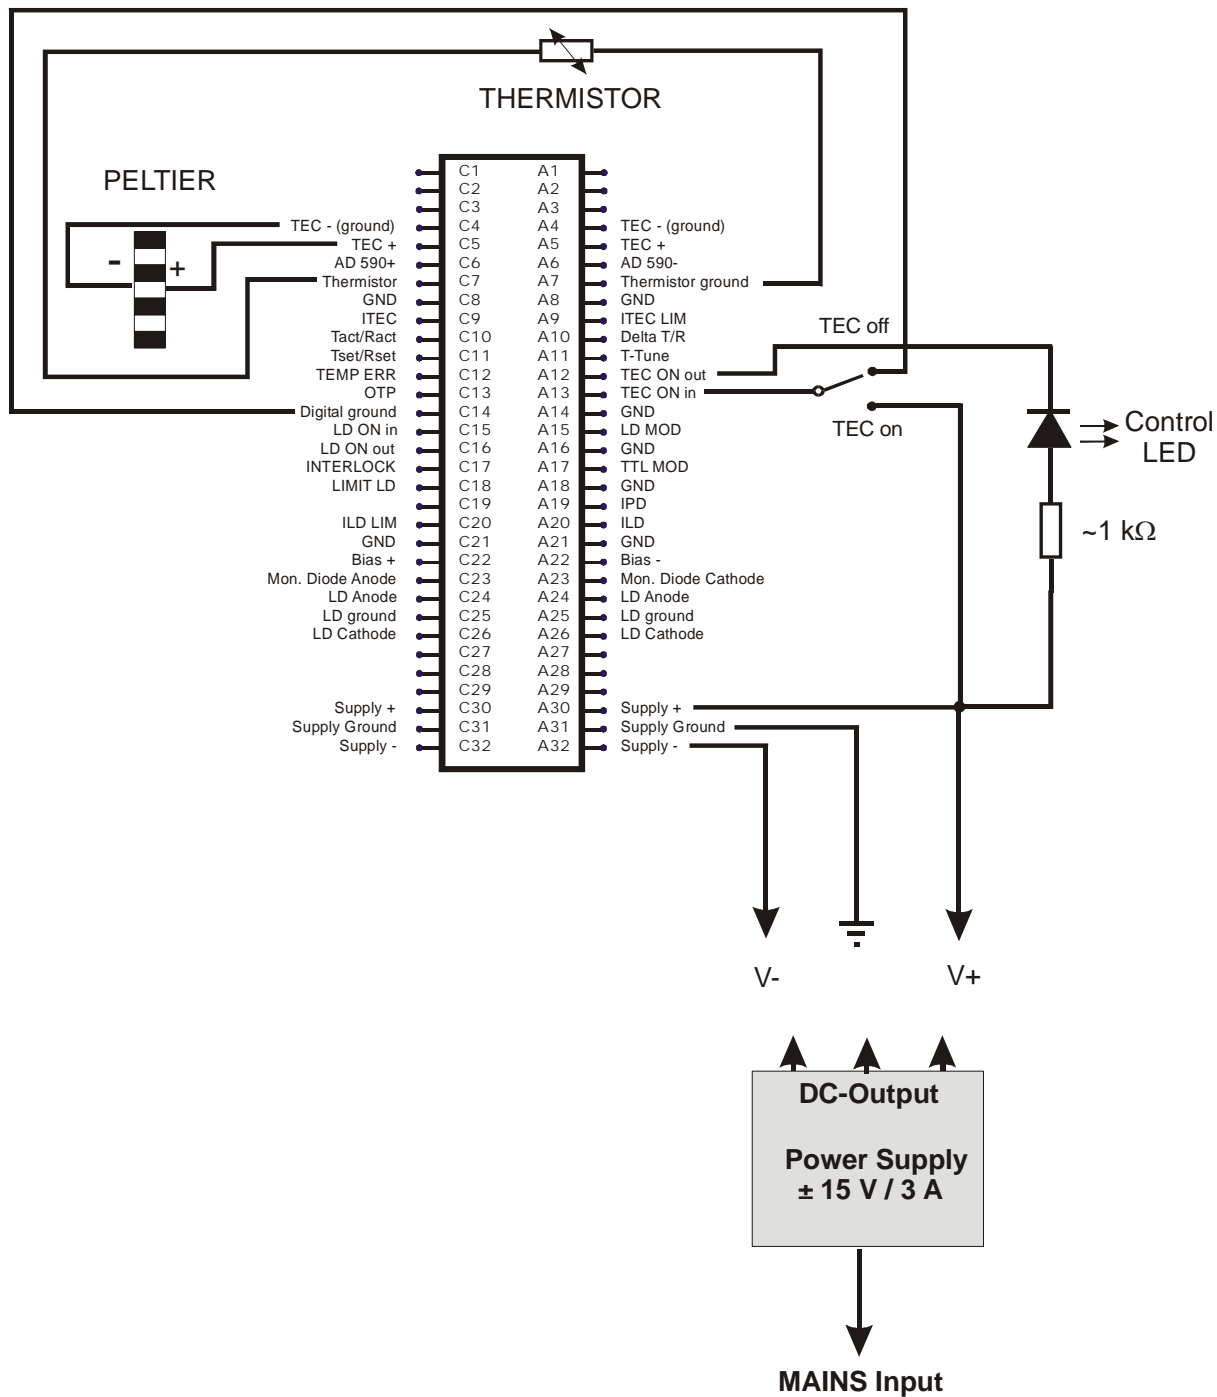 THERMISTOR
PELTIER
- +
C1 A1
C2 A2
C3 A3
TEC - (ground) C4 A4 TEC - (ground)
TEC + C5 A5 TEC +
AD 590+ C6 A6 AD 590-
Thermistor C7 A7 Thermistor ground
GND C8 A8 GND
ITEC C9 A9 ITEC LIM
Tact/Ract C10 A10 Delta T/R
Tset/Rset C11 A11 T-Tune
TEMP ERR C12 A12 TEC ON out
OTP C13 A13 TEC ON in
Digital ground C14 A14 GND
LD ON in C15 A15 LD MOD
LD ON out C16 A16 GND
INTERLOCK C17 A17 TTL MOD
LIMIT LD C18 A18 GND
C19 A19 IPD
ILD LIM C20 A20 ILD
GND C21 A21 GND
Bias + C22 A22 Bias -
Mon. Diode Anode C23 A23 Mon. Diode Cathode
LD Anode C24 A24 LD Anode
LD ground C25 A25 LD ground
LD Cathode C26 A26 LD Cathode
C27 A27
C28 A28
C29 A29
Supply + C30 A30 Supply +
Supply Ground C31 A31 Supply Ground
Supply - C32 A32 Supply -
TEC off
TEC on
Control
LED
~1 kΩ
V- V+
DC-Output
Power Supply
± 15 V / 3 A
MAINS Input